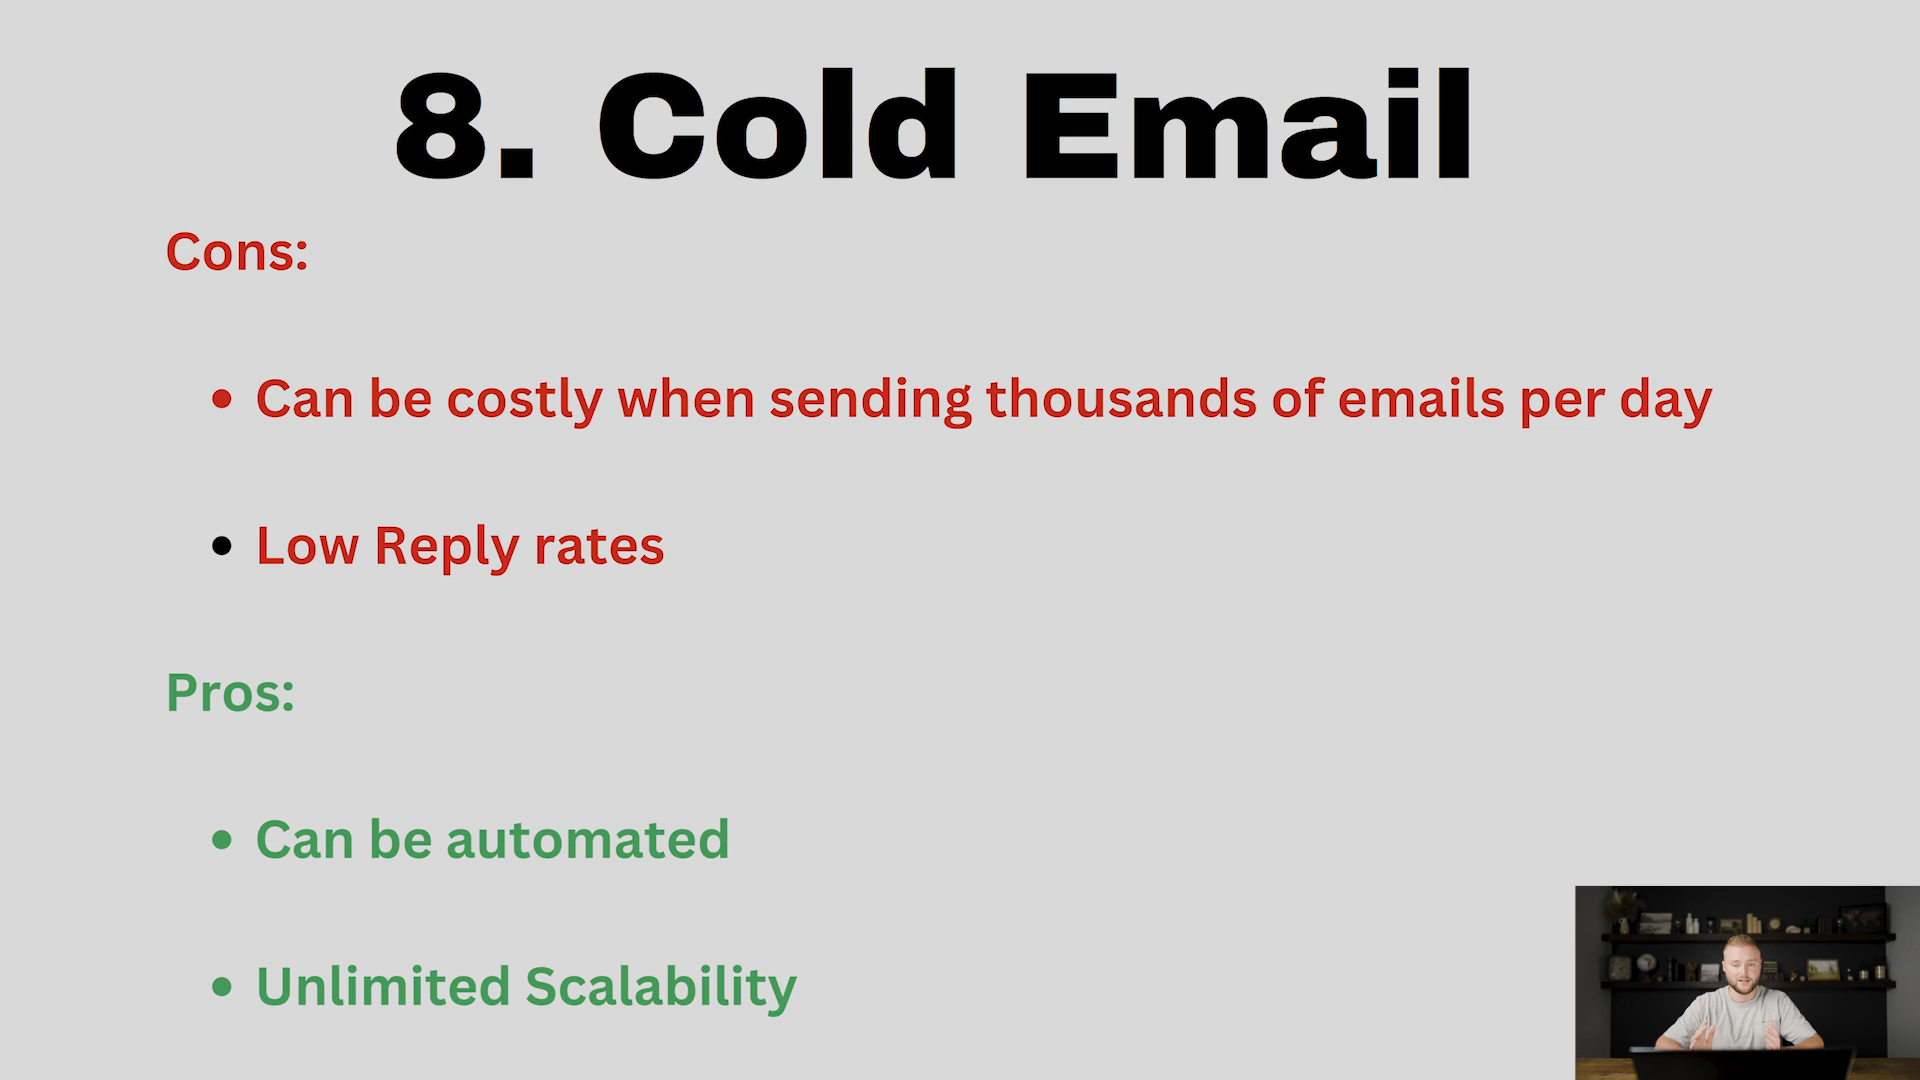 8. Cold Email
Cons:
• Can be costly when sending thousands of emails per day
• Low Reply rates
Pros:
• Can be automated
• Unlimited Scalability